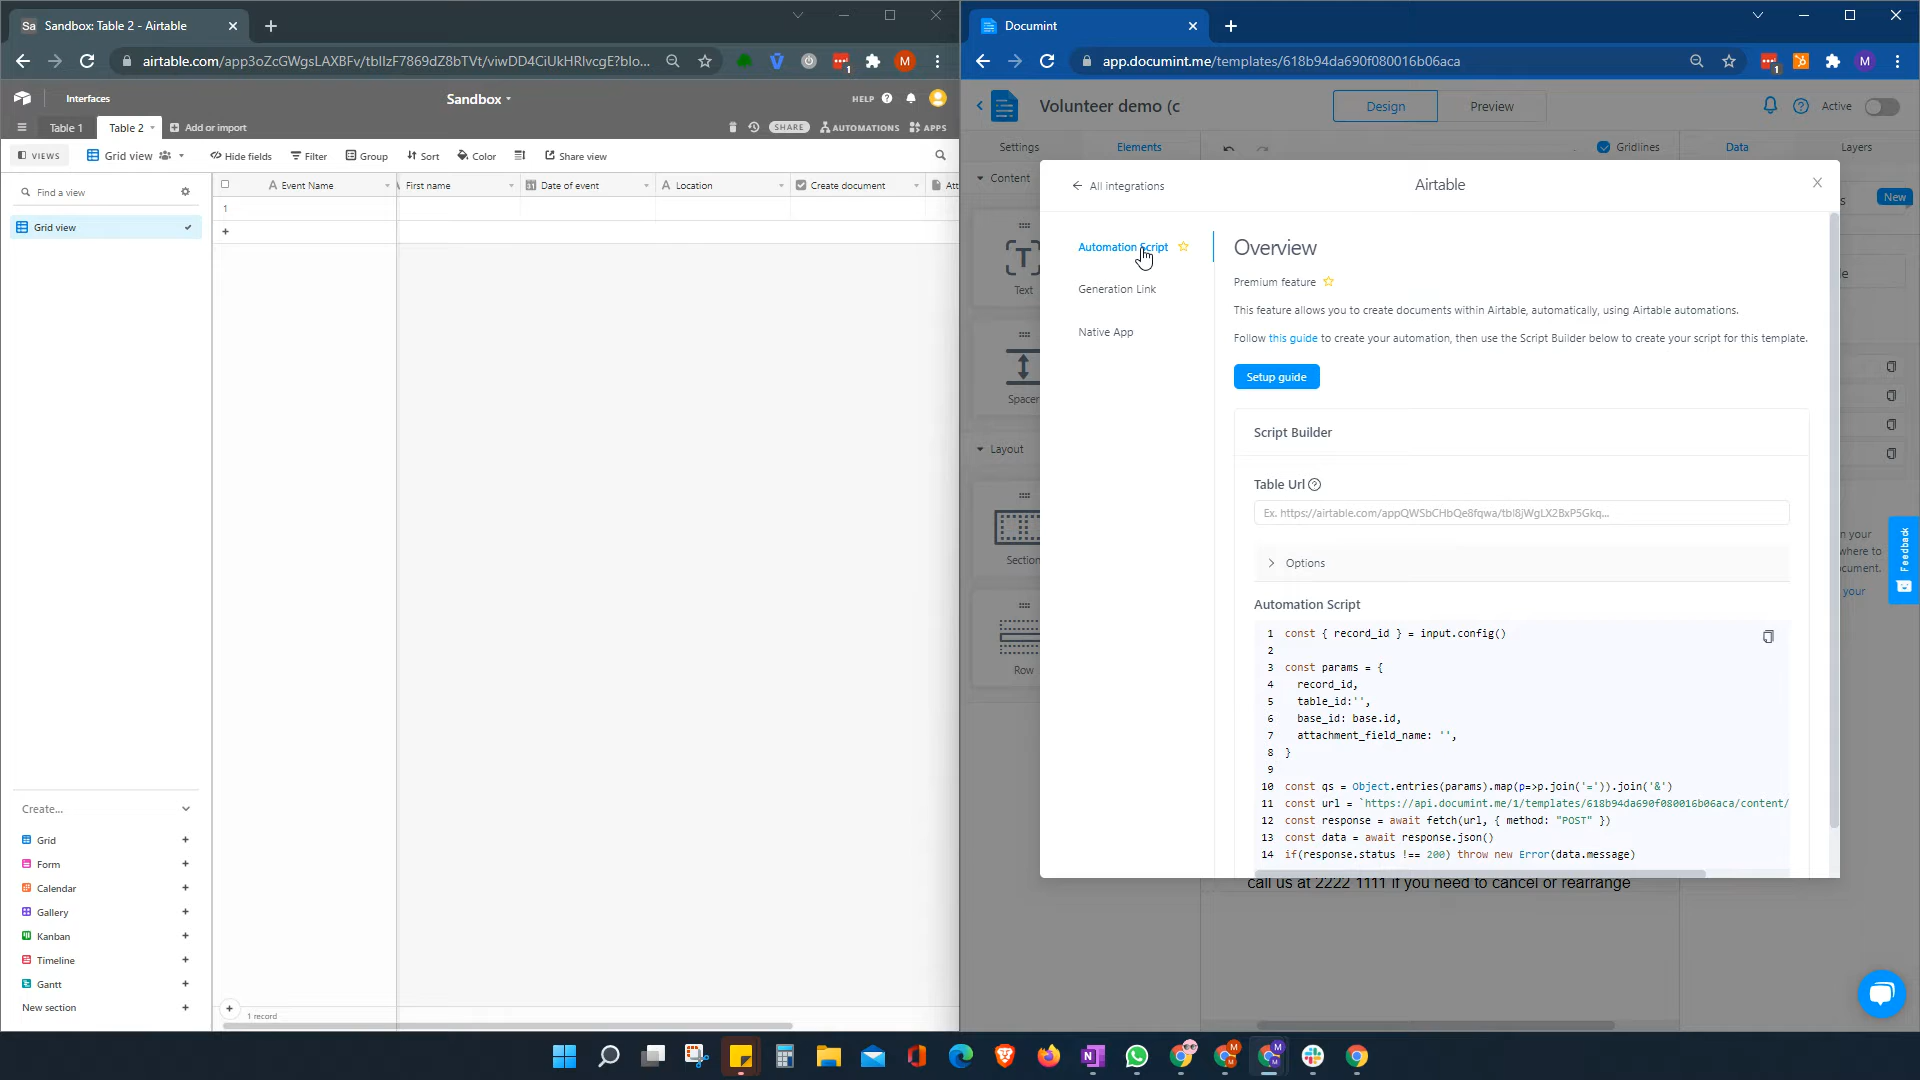 Sa Sandbox: Table 2 - Airtable
airtable.com/app3oZcGWgsLAXBFv/tblIzF7869dZ8bTVt/viwDD4CiUkHRlvcgE?blo...
Interfaces
Sandbox
HELP
Table 1
Table 2
Add or import
SHARE
AUTOMATIONS
APPS
VIEWS
Grid view
Hide fields
Filter
Group
Sort
Color
Share view
Find a view
Grid view
Event Name
First name
Date of event
Location
Create document
Att
1
Create...
Grid
Form
Calendar
Gallery
Kanban
Timeline
Gantt
New section
1 record
Documint
app.documint.me/templates/618b94da690f080016b06aca
Volunteer demo (c
Design
Preview
Active
Settings
Elements
Gridlines
Data
Layers
Content
Text
Spacer
Layout
Section
Row
New
All integrations
Airtable
Automation Script
Generation Link
Native App
Overview
Premium feature
This feature allows you to create documents within Airtable, automatically, using Airtable automations.
Follow this guide to create your automation, then use the Script Builder below to create your script for this template.
Setup guide
Script Builder
Table Url
Ex. https://airtable.com/appQWSbCHbQe8fqwa/tbl8jWgLX2BxP5Gkq...
Options
Automation Script
1 const { record_id } = input.config()
2
3 const params = {
4 record_id,
5 table_id:'',
6 base_id: base.id,
7 attachment_field_name: '',
8 }
9
10 const qs = Object.entries(params).map(p=>p.join('=')).join('&')
11 const url = `https://api.documint.me/1/templates/618b94da690f080016b06aca/content/
12 const response = await fetch(url, { method: "POST" })
13 const data = await response.json()
14 if(response.status !== 200) throw new Error(data.message)
call us at 2222 1111 if you need to cancel or rearrange
n your
where to
ocument.
your
Feedback